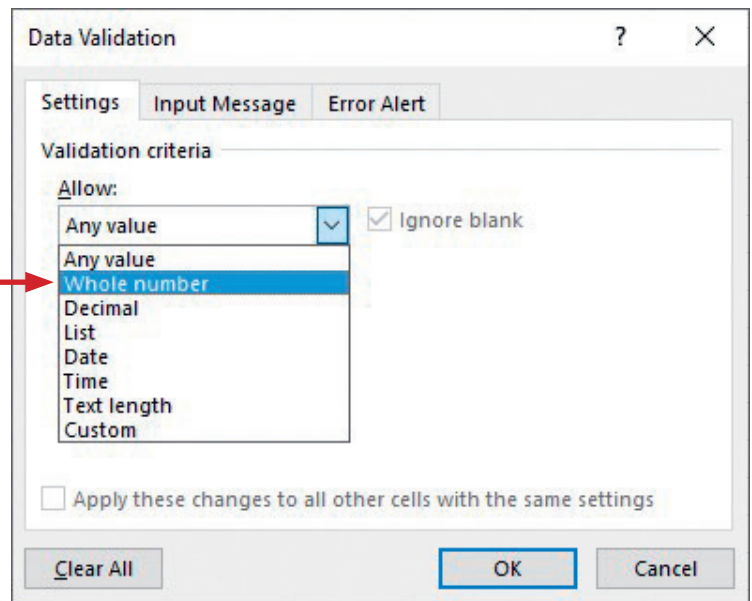 Data Validation ? X
Settings Input Message Error Alert
Validation criteria
Allow:
Any value Ignore blank
Any value
Whole number
Decimal
List
Date
Time
Text length
Custom
Apply these changes to all other cells with the same settings
Clear All OK Cancel